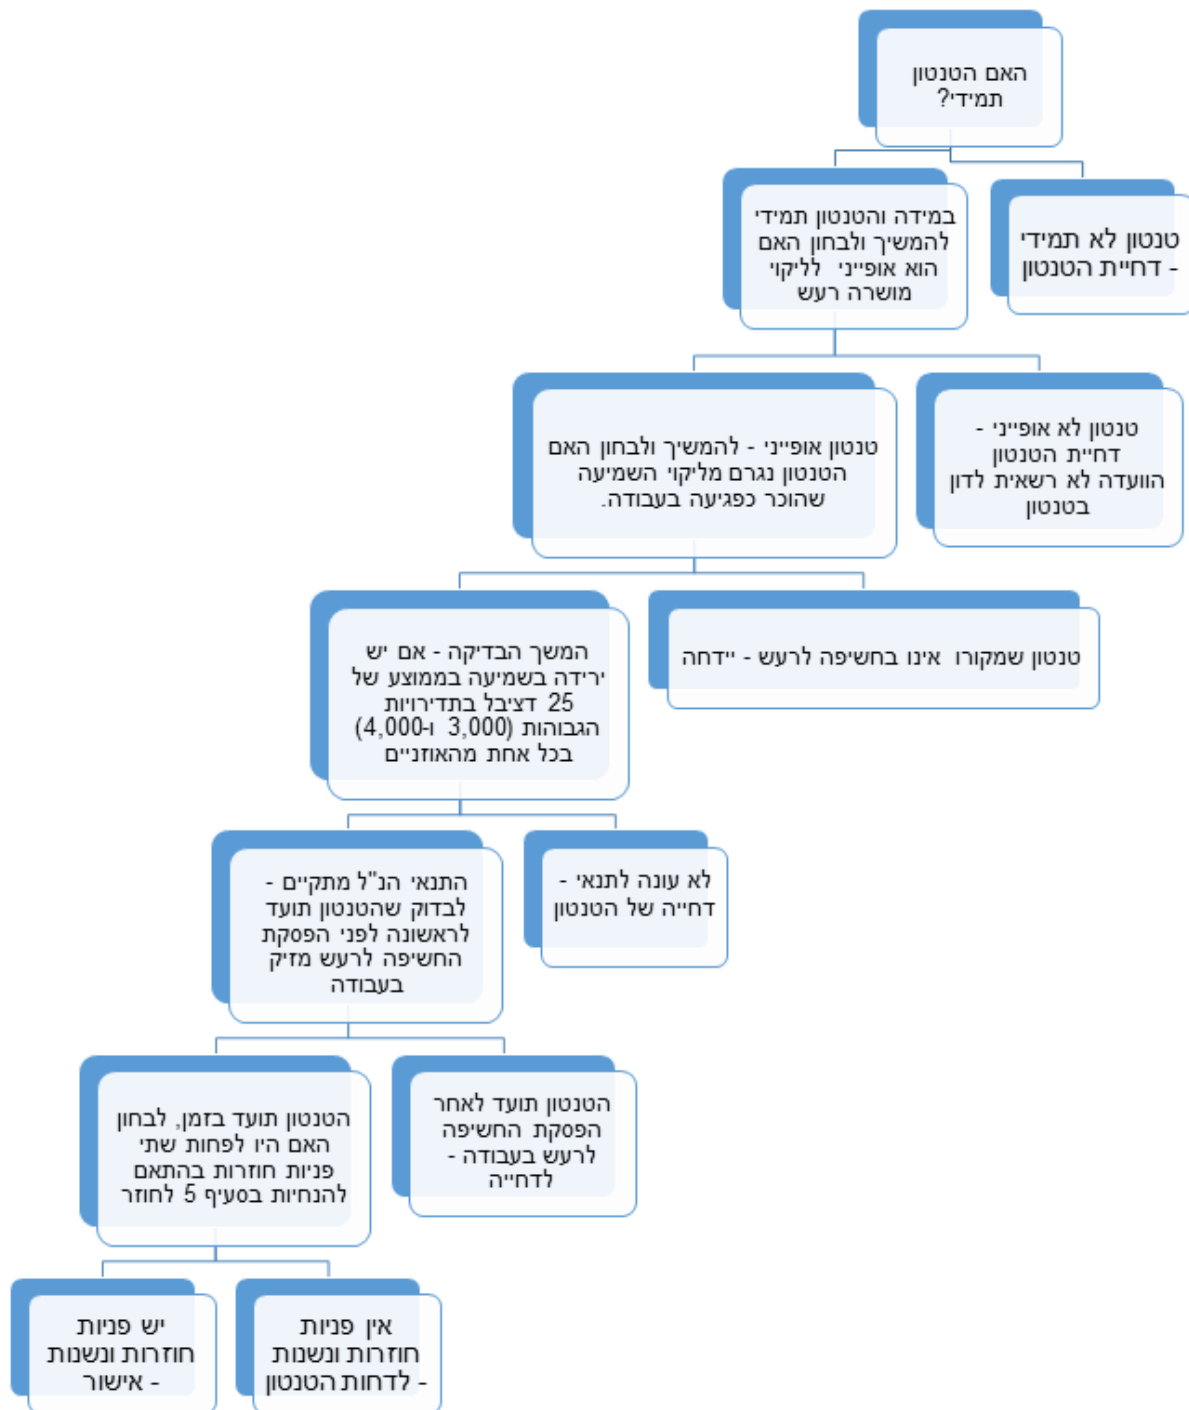 האם הטנטון
תמידי?
טנטון לא תמידי
- דחיית הטנטון
במידה והטנטון תמידי
להמשיך ולבחון האם
הוא אופייני לליקוי
מושרה רעש
טנטון לא אופייני -
דחיית הטנטון
הוועדה לא רשאית לדון
בטנטון
טנטון אופייני - להמשיך ולבחון האם
הטנטון נגרם מליקוי השמיעה
שהוכר כפגיעה בעבודה.
טנטון שמקורו אינו בחשיפה לרעש - יידחה
המשך הבדיקה - אם יש
ירידה בשמיעה בממוצע של
25 דציבל בתדירויות
הגבוהות (3,000 ו-4,000)
בכל אחת מהאוזניים
לא עונה לתנאי -
דחייה של הטנטון
התנאי הנ"ל מתקיים -
לבדוק שהטנטון תועד
לראשונה לפני הפסקת
החשיפה לרעש מזיק
בעבודה
הטנטון תועד לאחר
הפסקת החשיפה
לרעש בעבודה -
לדחייה
הטנטון תועד בזמן, לבחון
האם היו לפחות שתי
פניות חוזרות בהתאם
להנחיות בסעיף 5 לחוזר
אין פניות
חוזרות ונשנות
- לדחות הטנטון
יש פניות
חוזרות ונשנות
- אישור